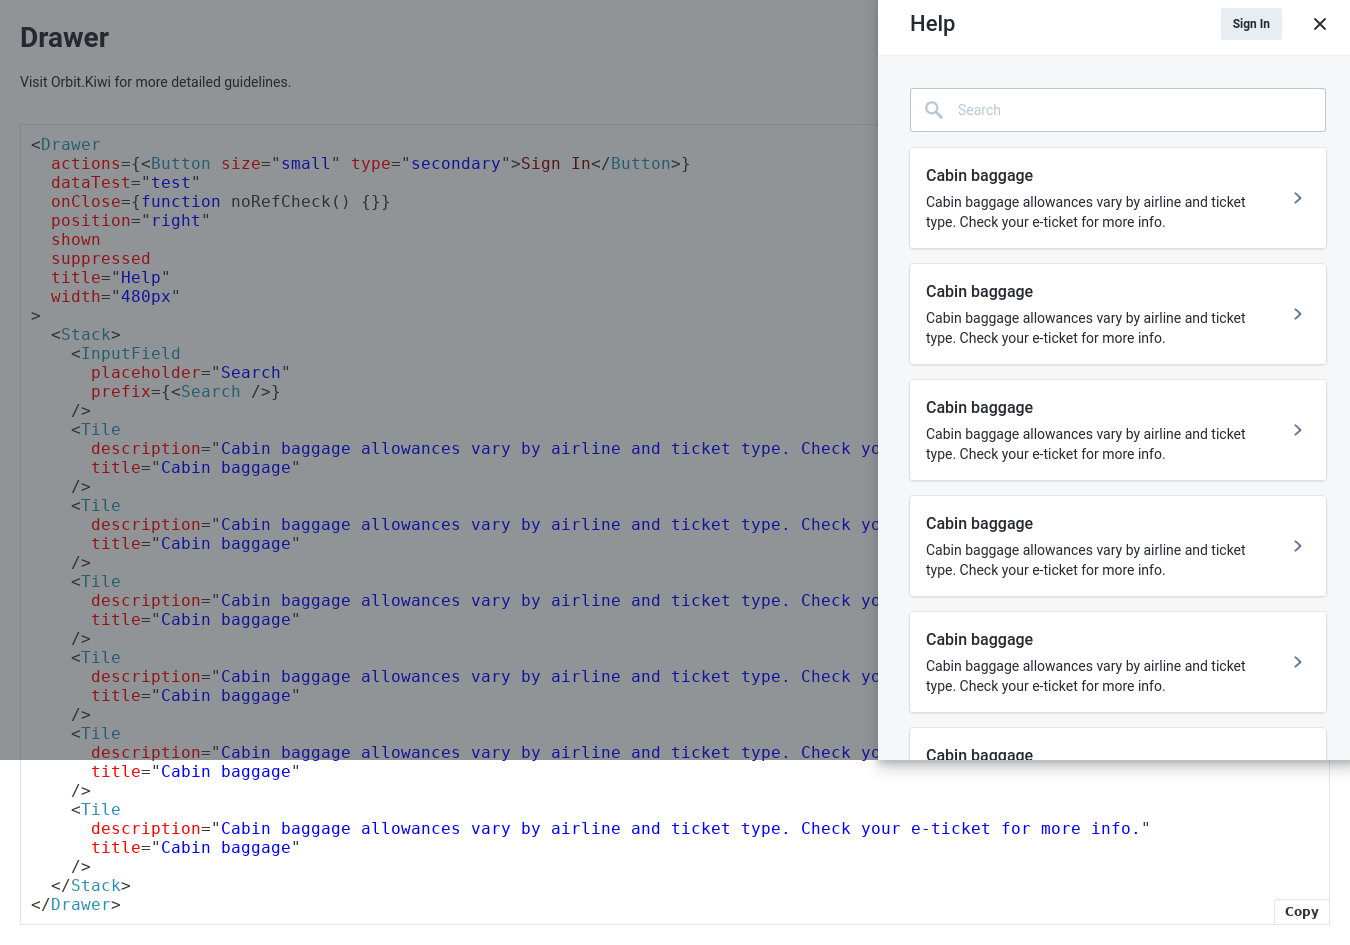 Drawer
Visit Orbit.Kiwi for more detailed guidelines.
<Drawer
  actions={<Button size="small" type="secondary">Sign In</Button>}
  dataTest="test"
  onClose={function noRefCheck() {}}
  position="right"
  shown
  suppressed
  title="Help"
  width="480px"
>
  <Stack>
    <InputField
      placeholder="Search"
      prefix={<Search />}
    />
    <Tile
      description="Cabin baggage allowances vary by airline and ticket type. Check yo
      title="Cabin baggage"
    />
    <Tile
      description="Cabin baggage allowances vary by airline and ticket type. Check yo
      title="Cabin baggage"
    />
    <Tile
      description="Cabin baggage allowances vary by airline and ticket type. Check yo
      title="Cabin baggage"
    />
    <Tile
      description="Cabin baggage allowances vary by airline and ticket type. Check yo
      title="Cabin baggage"
    />
    <Tile
      description="Cabin baggage allowances vary by airline and ticket type. Check yo
      title="Cabin baggage"
    />
    <Tile
      description="Cabin baggage allowances vary by airline and ticket type. Check your e-ticket for more info."
      title="Cabin baggage"
    />
  </Stack>
</Drawer>
Copy
Help
Sign In
Search
Cabin baggage
Cabin baggage allowances vary by airline and ticket
type. Check your e-ticket for more info.
Cabin baggage
Cabin baggage allowances vary by airline and ticket
type. Check your e-ticket for more info.
Cabin baggage
Cabin baggage allowances vary by airline and ticket
type. Check your e-ticket for more info.
Cabin baggage
Cabin baggage allowances vary by airline and ticket
type. Check your e-ticket for more info.
Cabin baggage
Cabin baggage allowances vary by airline and ticket
type. Check your e-ticket for more info.
Cabin baggage